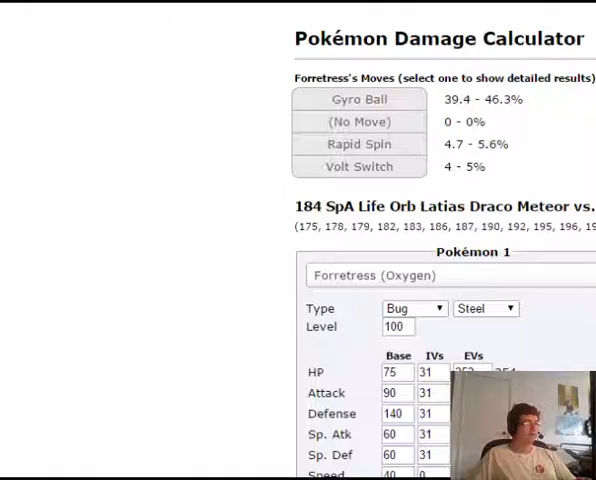 Pokémon Damage Calculator
Forretress's Moves (select one to show detailed results)
Gyro Ball 39.4 - 46.3%
(No Move) 0 - 0%
Rapid Spin 4.7 - 5.6%
Volt Switch 4 - 5%
184 SpA Life Orb Latias Draco Meteor vs.
(175, 178, 179, 182, 183, 186, 187, 190, 192, 195, 196, 19
Pokémon 1
Forretress (Oxygen)
Type Bug Steel
Level 100
Base IVs EVs
HP 75 31
Attack 90 31
Defense 140 31
Sp. Atk 60 31
Sp. Def 60 31
Speed 40 0